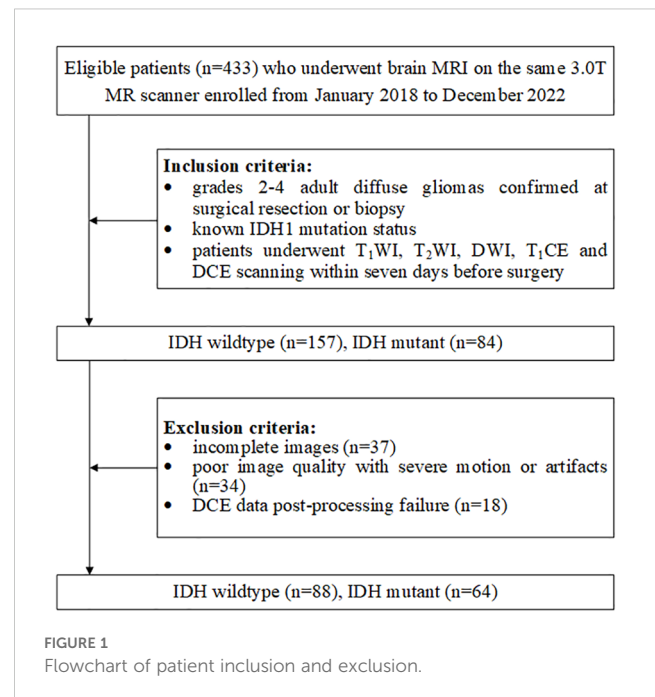 Eligible patients (n=433) who underwent brain MRI on the same 3.0T
MR scanner enrolled from January 2018 to December 2022
Inclusion criteria:
• grades 2-4 adult diffuse gliomas confirmed at
surgical resection or biopsy
• known IDH1 mutation status
• patients underwent T₁WI, T₂WI, DWI, T₁CE and
DCE scanning within seven days before surgery
IDH wildtype (n=157), IDH mutant (n=84)
Exclusion criteria:
• incomplete images (n=37)
• poor image quality with severe motion or artifacts
(n=34)
• DCE data post-processing failure (n=18)
IDH wildtype (n=88), IDH mutant (n=64)
FIGURE 1
Flowchart of patient inclusion and exclusion.